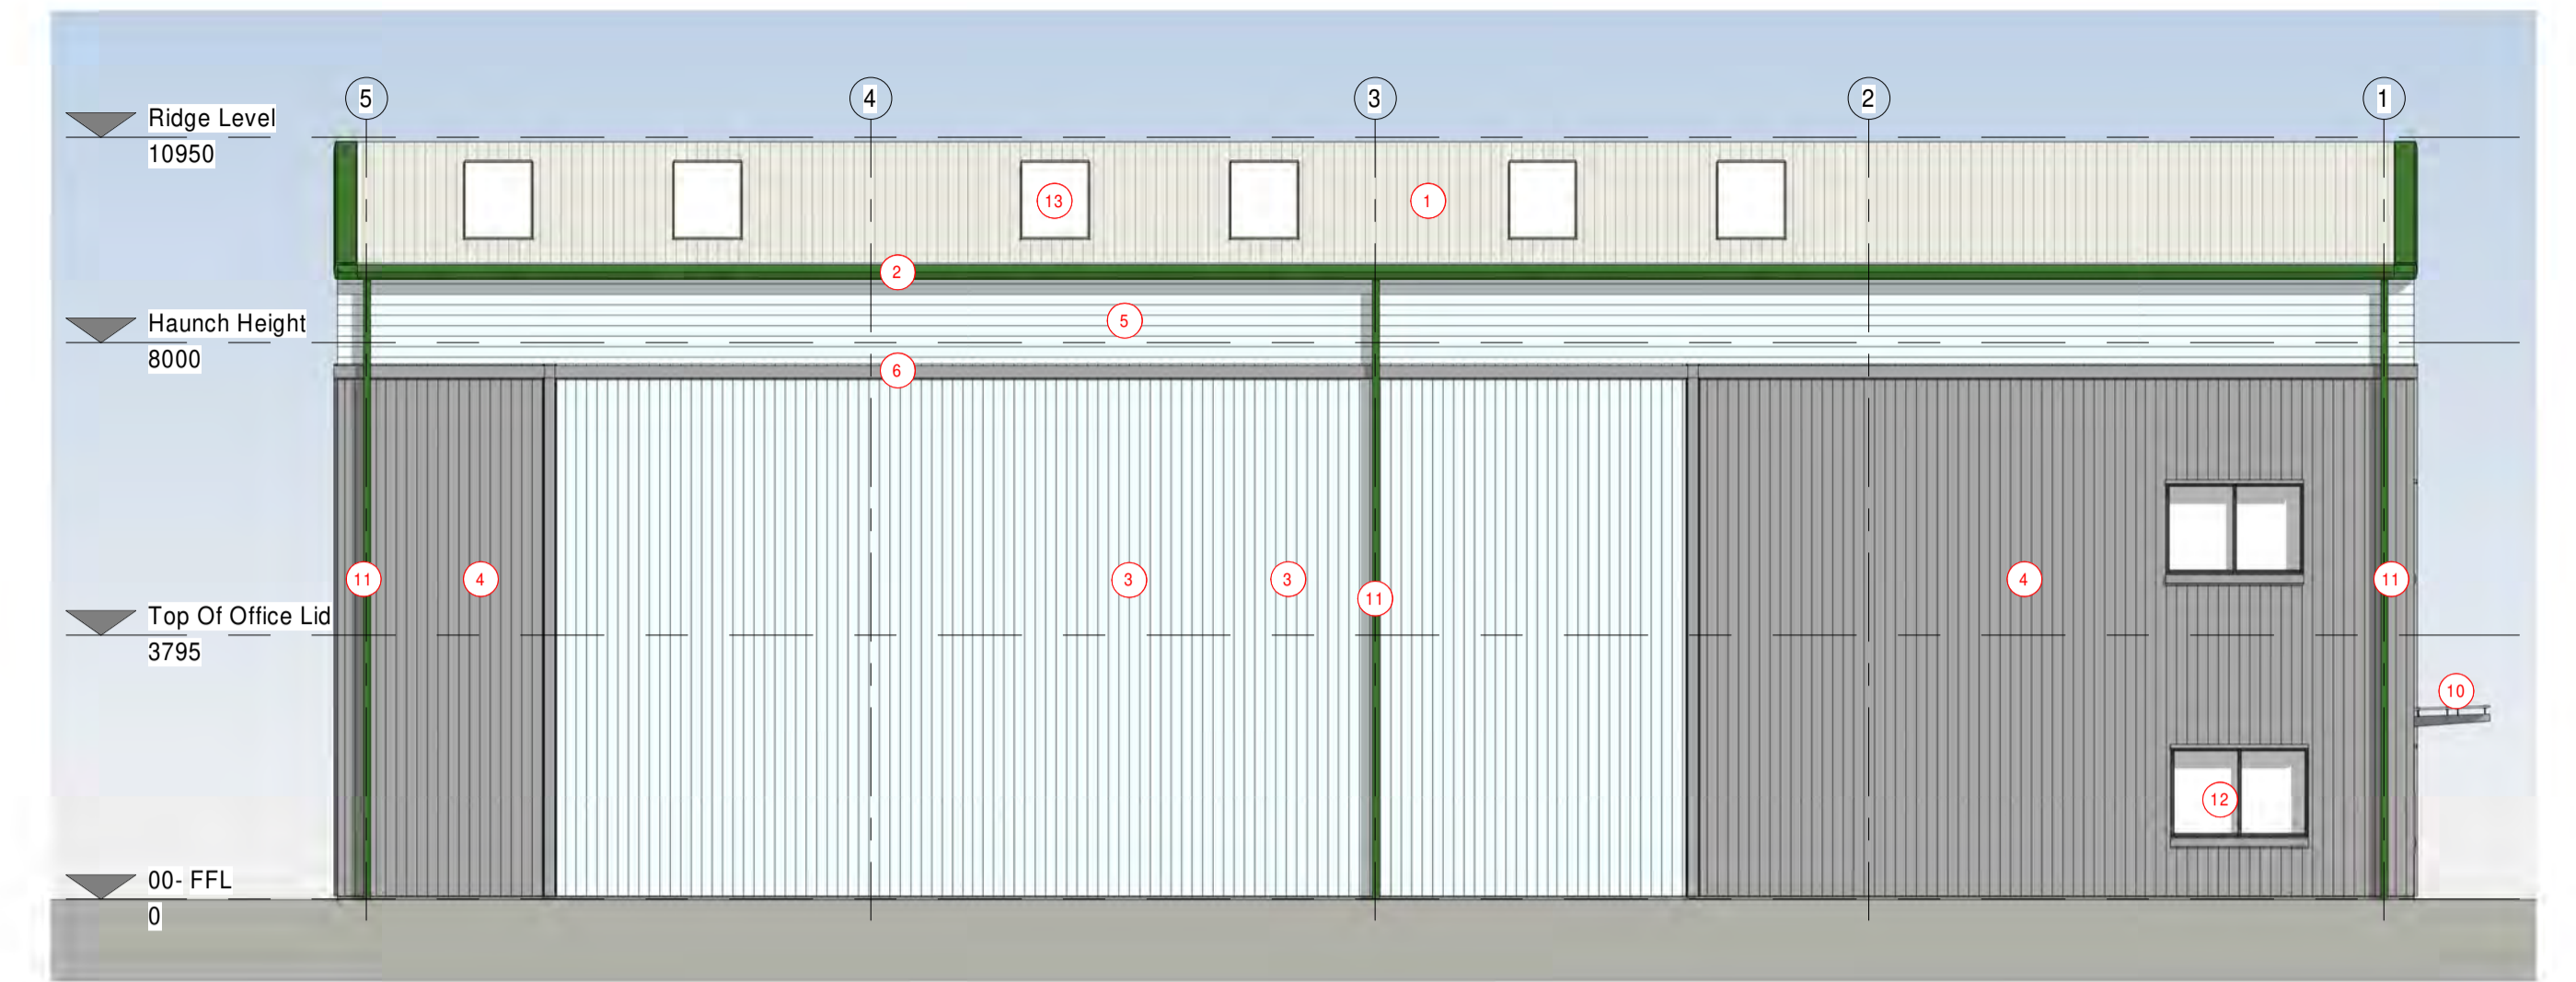 5 4 3 2 1
Ridge Level
10950
13 1
2
Haunch Height
8000
5
6
11 4 3 3 11 4 11
Top Of Office Lid
3795
10
12
00- FFL
0